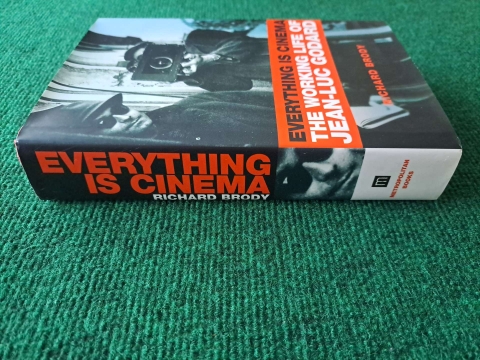 EVERYTHING IS CINEMA
THE WORKING LIFE OF
JEAN-LUC GODARD
RICHARD BRODY
EVERYTHING
IS CINEMA
RICHARD BRODY
m
METROPOLITAN
BOOKS